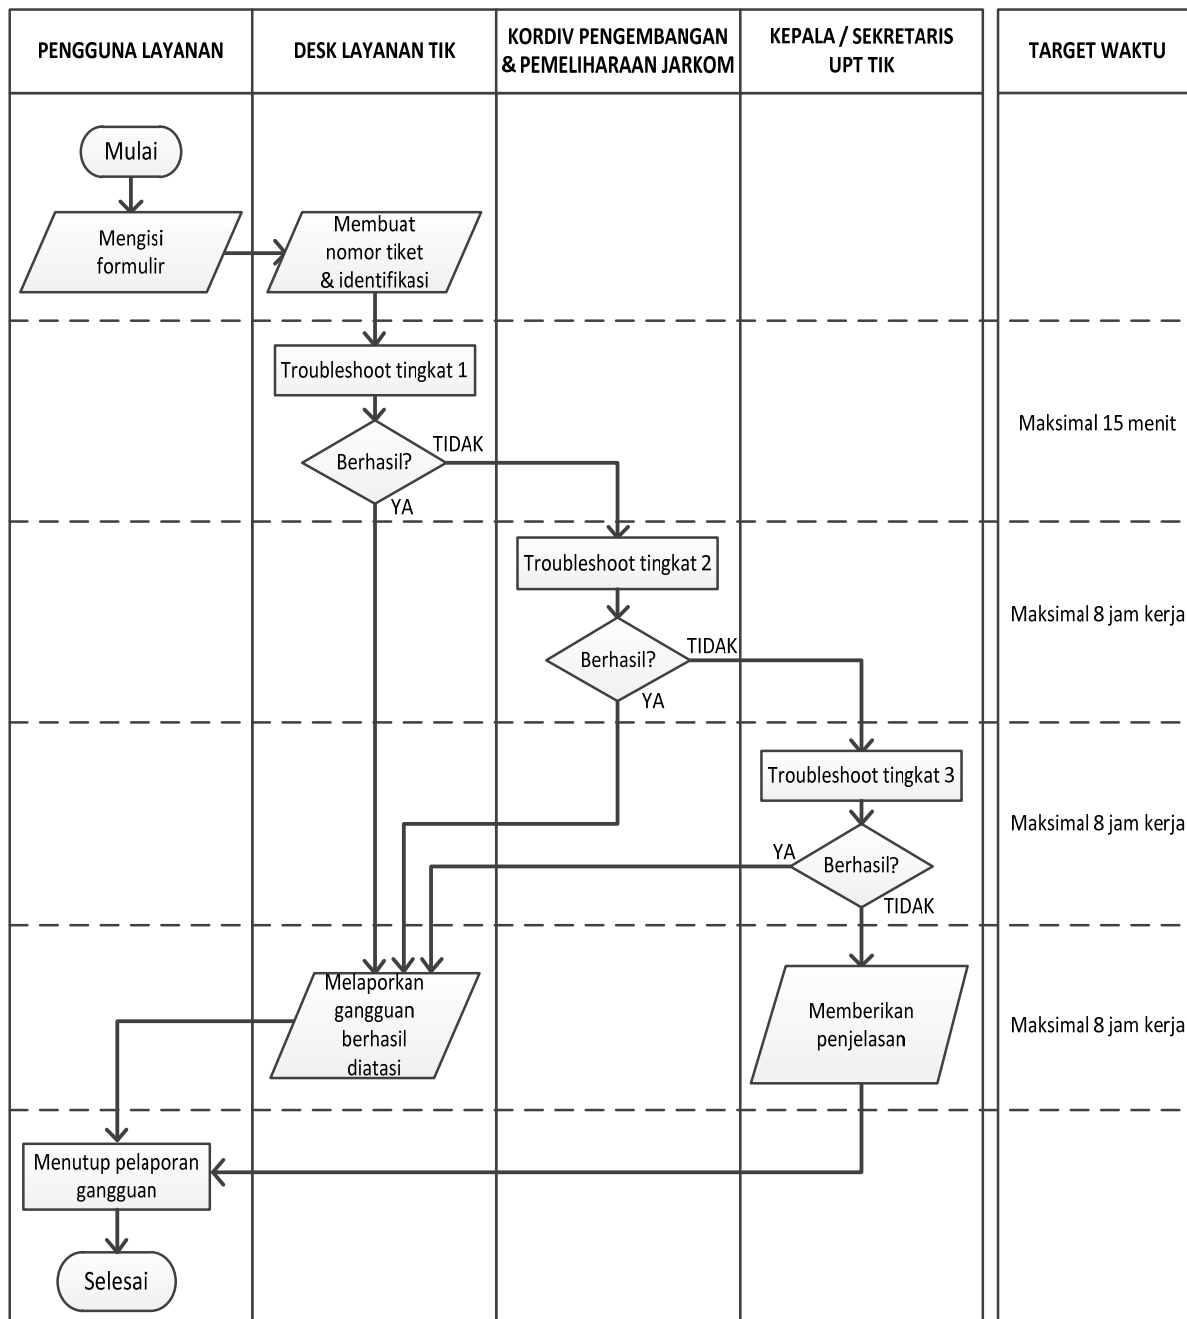 PENGGUNA LAYANAN
DESK LAYANAN TIK
KORDIV PENGEMBANGAN
& PEMELIHARAAN JARKOM
KEPALA / SEKRETARIS
UPT TIK
TARGET WAKTU
Mulai
Mengisi
formulir
Membuat
nomor tiket
& identifikasi
Troubleshoot tingkat 1
Berhasil?
TIDAK
YA
Maksimal 15 menit
Troubleshoot tingkat 2
Berhasil?
TIDAK
YA
Maksimal 8 jam kerja
Troubleshoot tingkat 3
Berhasil?
YA
TIDAK
Maksimal 8 jam kerja
Melaporkan
gangguan
berhasil
diatasi
Memberikan
penjelasan
Maksimal 8 jam kerja
Menutup pelaporan
gangguan
Selesai